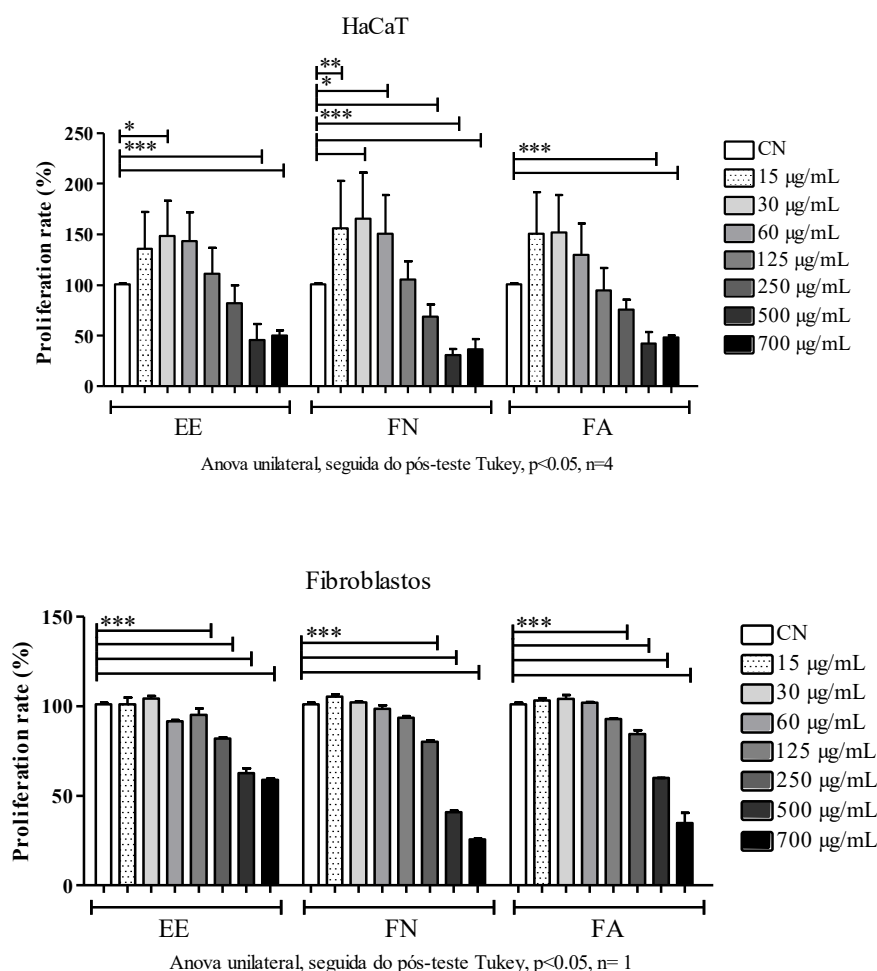 HaCaT
**
*
*
***
***
***
250
200
150
100
50
0
Proliferation rate (%)
CN
15 µg/mL
30 µg/mL
60 µg/mL
125 µg/mL
250 µg/mL
500 µg/mL
700 µg/mL
EE FN FA
Anova unilateral, seguida do pós-teste Tukey, p<0.05, n=4
Fibroblastos
*** *** ***
150
100
50
0
Proliferation rate (%)
CN
15 µg/mL
30 µg/mL
60 µg/mL
125 µg/mL
250 µg/mL
500 µg/mL
700 µg/mL
EE FN FA
Anova unilateral, seguida do pós-teste Tukey, p<0.05, n= 1